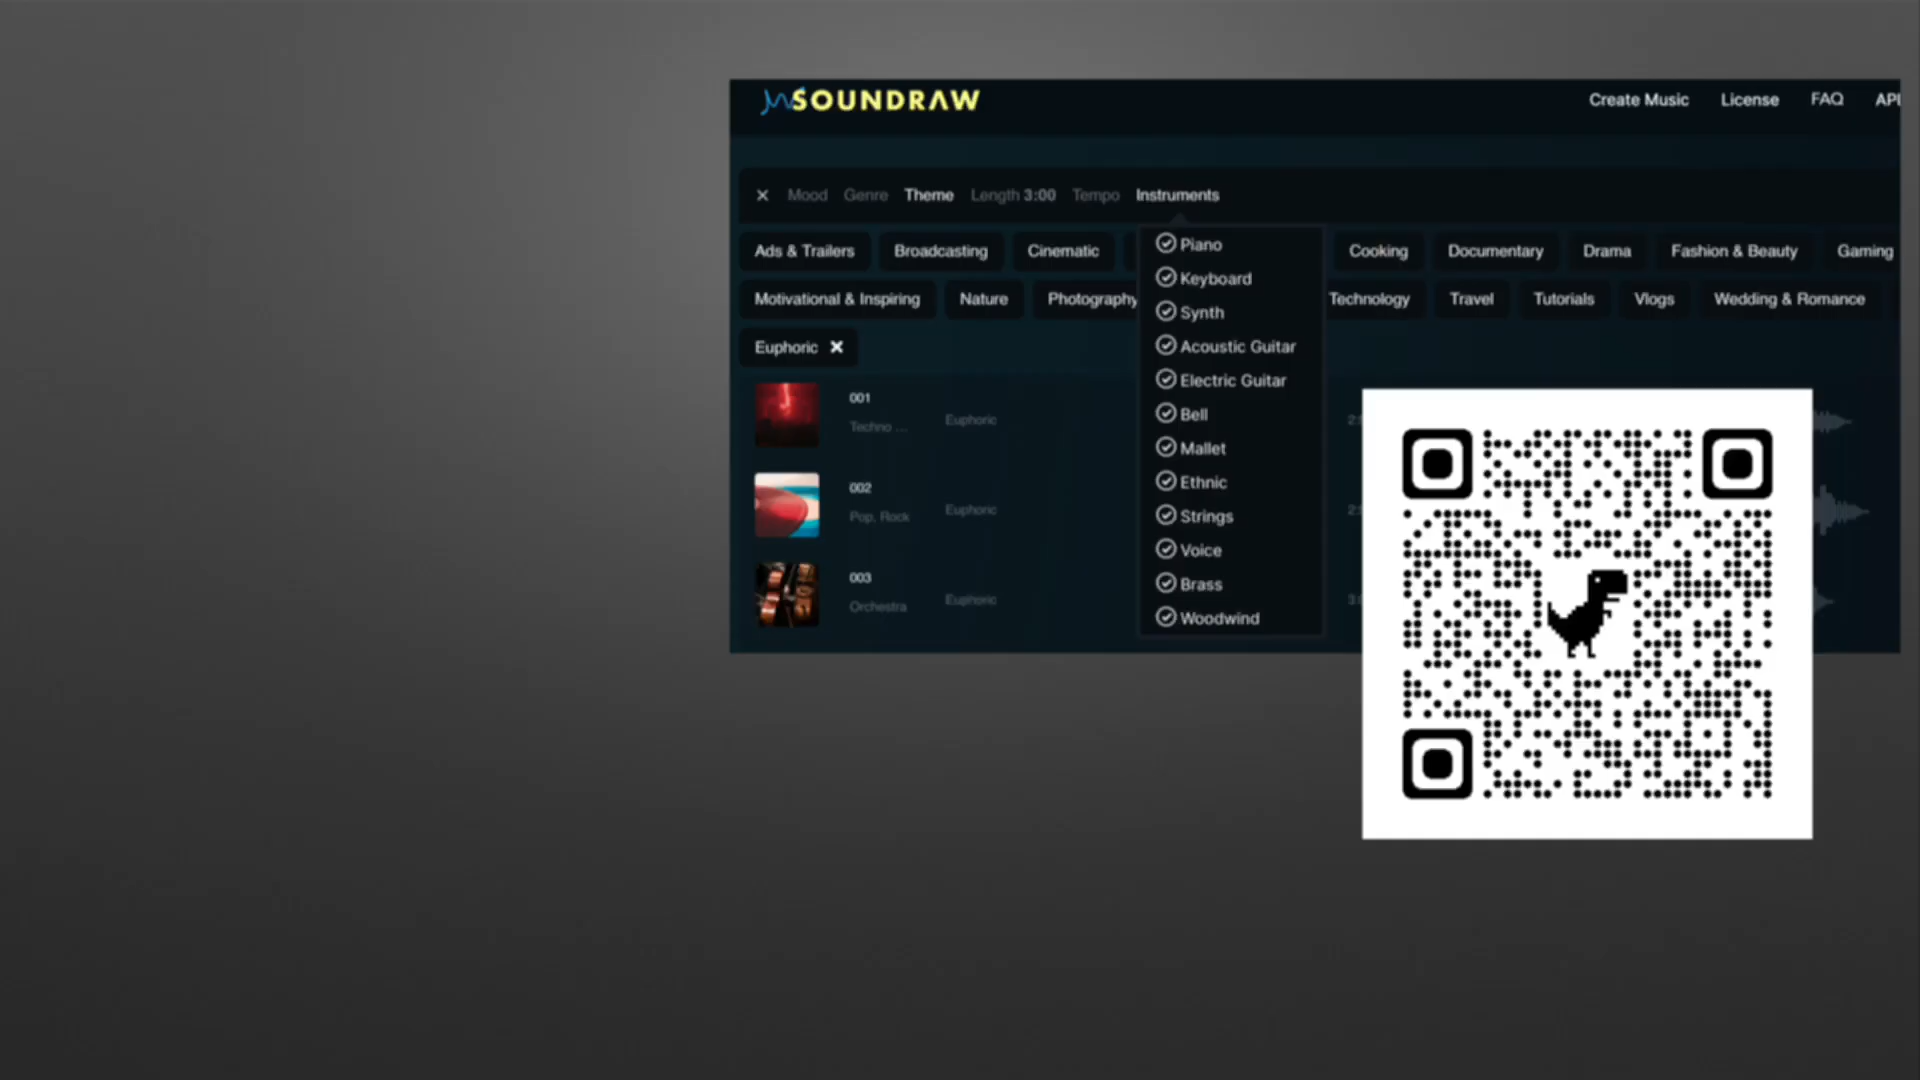 SOUNDRAW
Create Music License FAQ API
Mood Genre Theme Length 3:00 Tempo Instruments
Ads & Trailers Broadcasting Cinematic Cooking Documentary Drama Fashion & Beauty Gaming
Motivational & Inspiring Nature Photography Technology Travel Tutorials Vlogs Wedding & Romance
Euphoric
Piano
Keyboard
Synth
Acoustic Guitar
Electric Guitar
Bell
Mallet
Ethnic
Strings
Voice
Brass
Woodwind
001
Techno ...
Euphoric
002
Pop, Rock
Euphoric
003
Orchestra
Euphoric